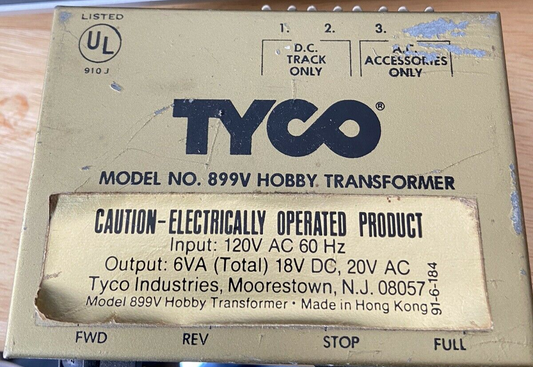 LISTED
UL
910J
1. 2. 3.
D.C.
TRACK
ONLY
A.C.
ACCESSORIES
ONLY
TYCO®
MODEL NO. 899V HOBBY TRANSFORMER
CAUTION-ELECTRICALLY OPERATED PRODUCT
Input: 120V AC 60 Hz
Output: 6VA (Total) 18V DC, 20V AC
Tyco Industries, Moorestown, N.J. 08057
Model 899V Hobby Transformer • Made in Hong Kong
91-6-184
FWD REV STOP FULL